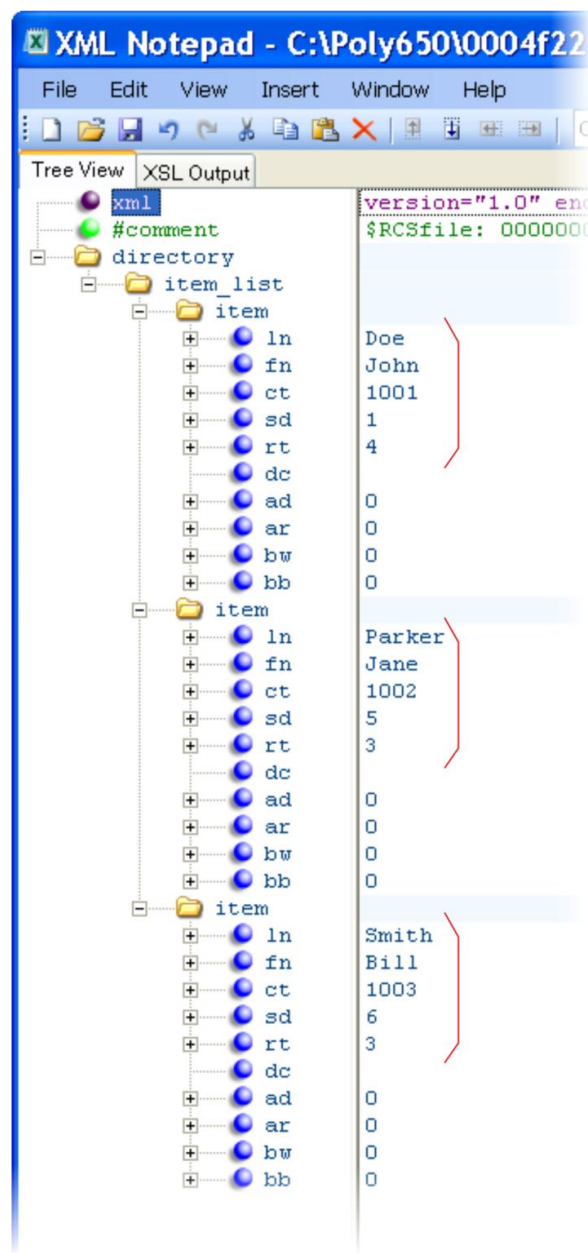 XML Notepad - C:\Poly650\0004f22
File Edit View Insert Window Help
Tree View XSL Output
xml version="1.0"
#comment $RCSfile:
directory
item_list
item
ln Doe
fn John
ct 1001
sd 1
rt 4
dc
ad 0
ar 0
bw 0
bb 0
item
ln Parker
fn Jane
ct 1002
sd 5
rt 3
dc
ad 0
ar 0
bw 0
bb 0
item
ln Smith
fn Bill
ct 1003
sd 6
rt 3
dc
ad 0
ar 0
bw 0
bb 0